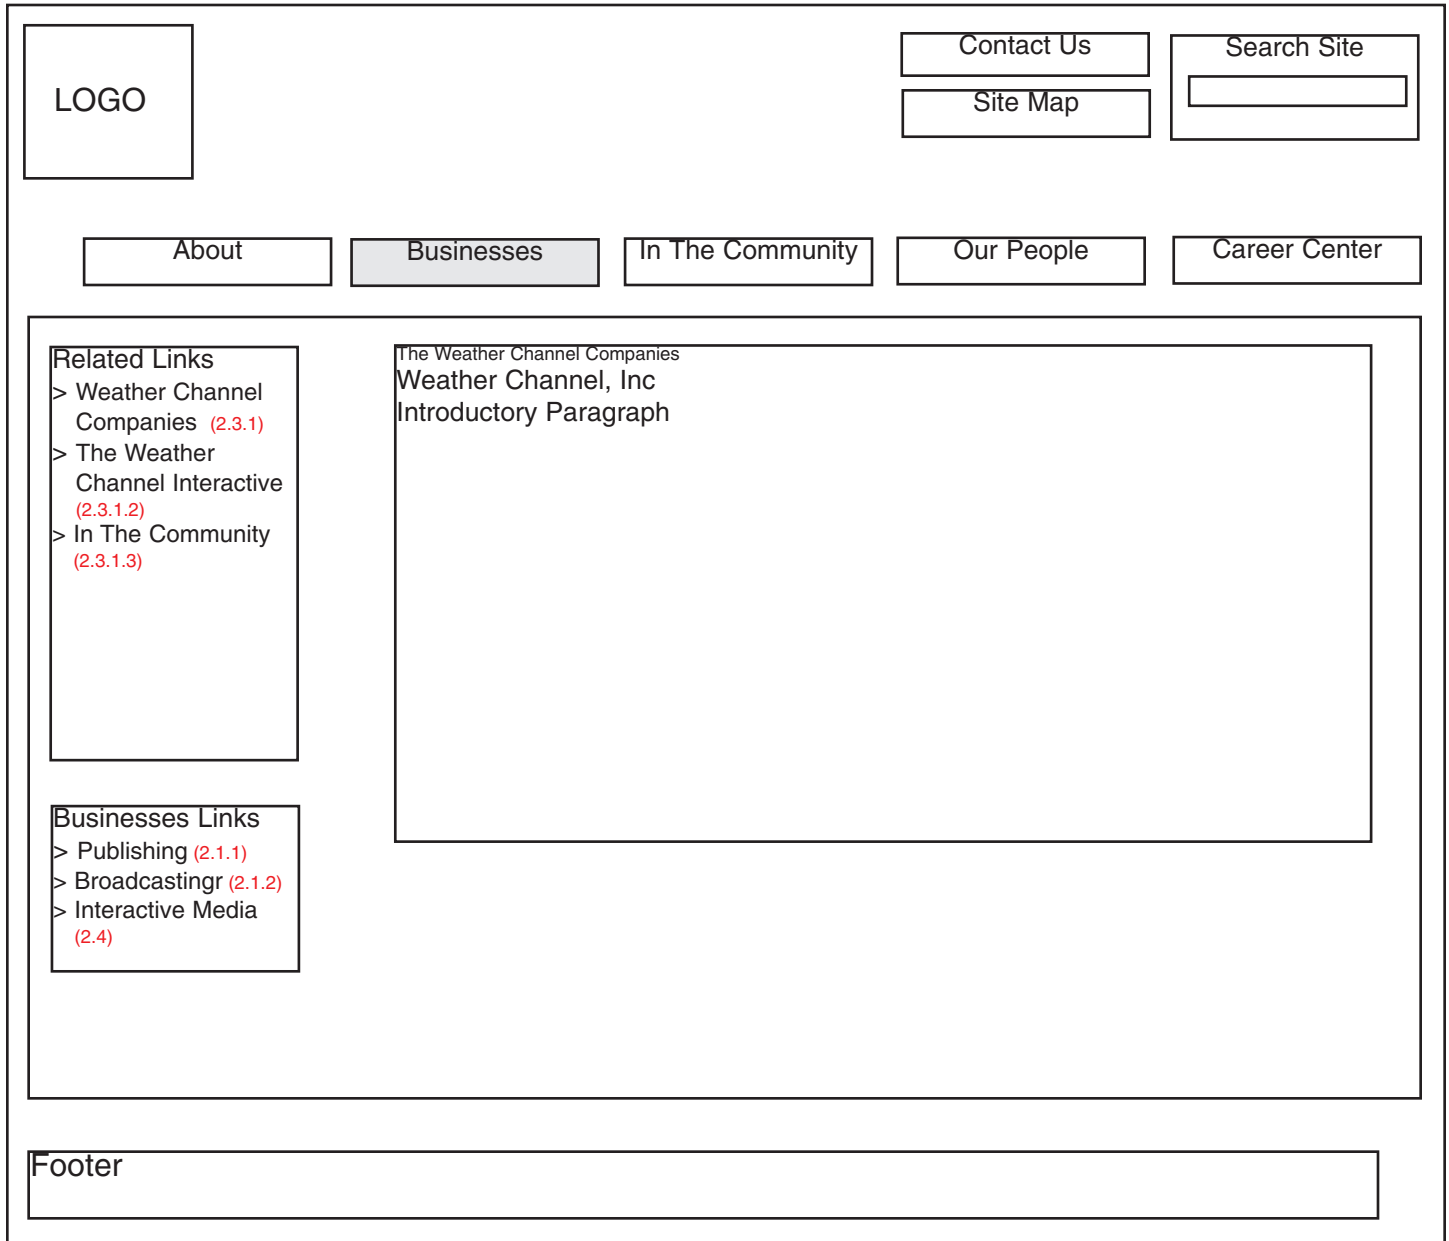 LOGO
Contact Us
Site Map
Search Site
About
Businesses
In The Community
Our People
Career Center
Related Links
> Weather Channel
Companies (2.3.1)
> The Weather
Channel Interactive
(2.3.1.2)
> In The Community
(2.3.1.3)
The Weather Channel Companies
Weather Channel, Inc
Introductory Paragraph
Businesses Links
> Publishing (2.1.1)
> Broadcastingr (2.1.2)
> Interactive Media
(2.4)
Footer